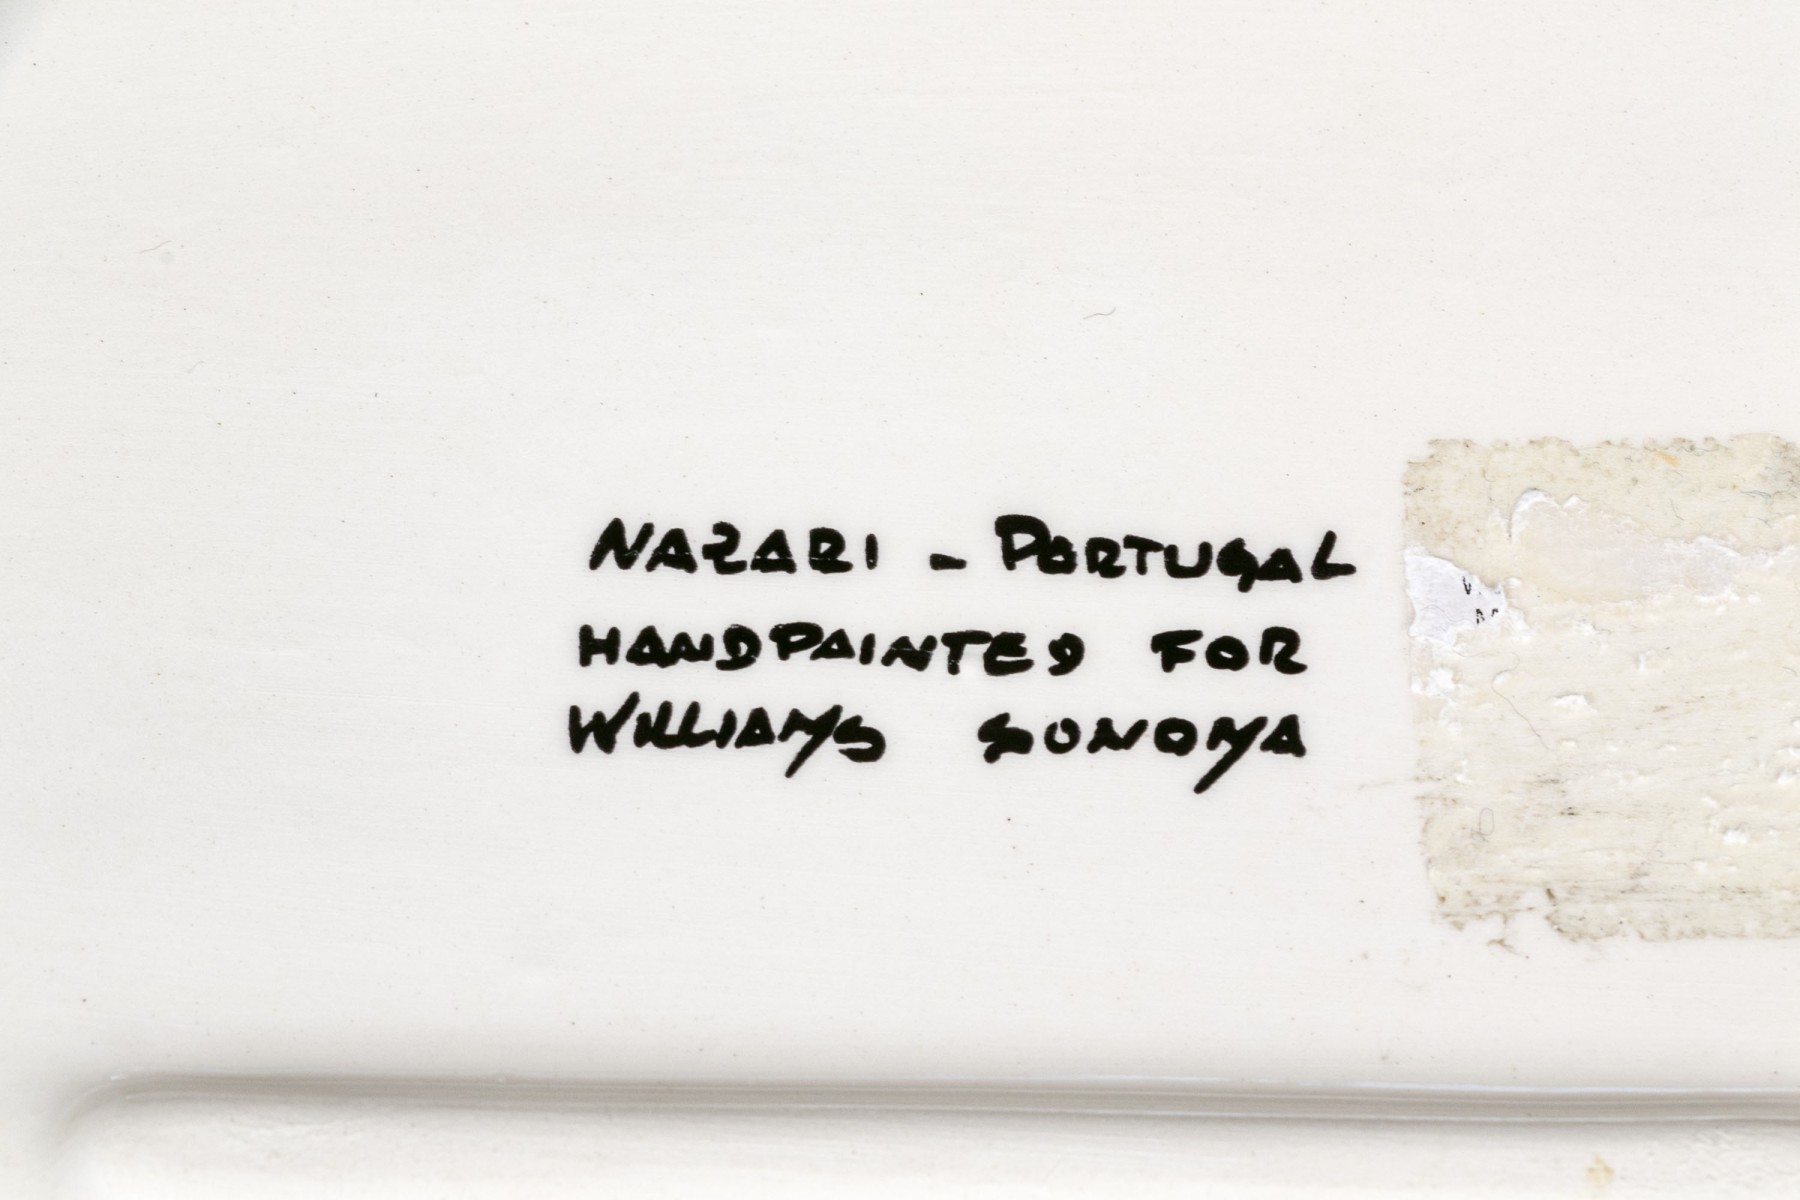 NAZARI - PORTUGAL
HANDPAINTED FOR
WILLIAMS SONOMA